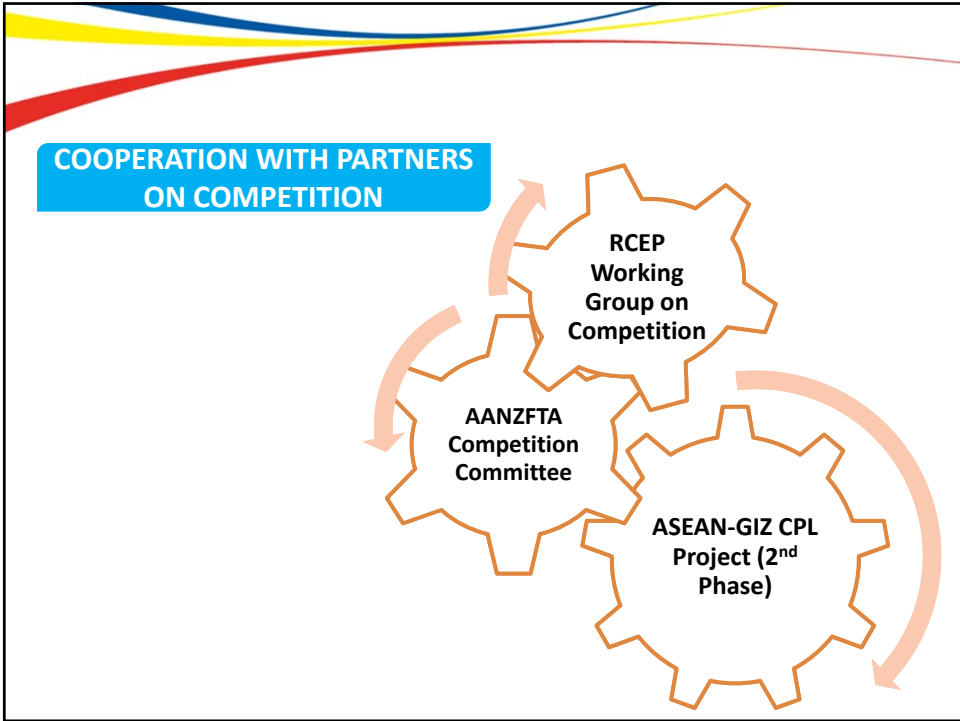 COOPERATION WITH PARTNERS
ON COMPETITION
RCEP
Working
Group on
Competition
AANZFTA
Competition
Committee
ASEAN-GIZ CPL
Project (2nd
Phase)